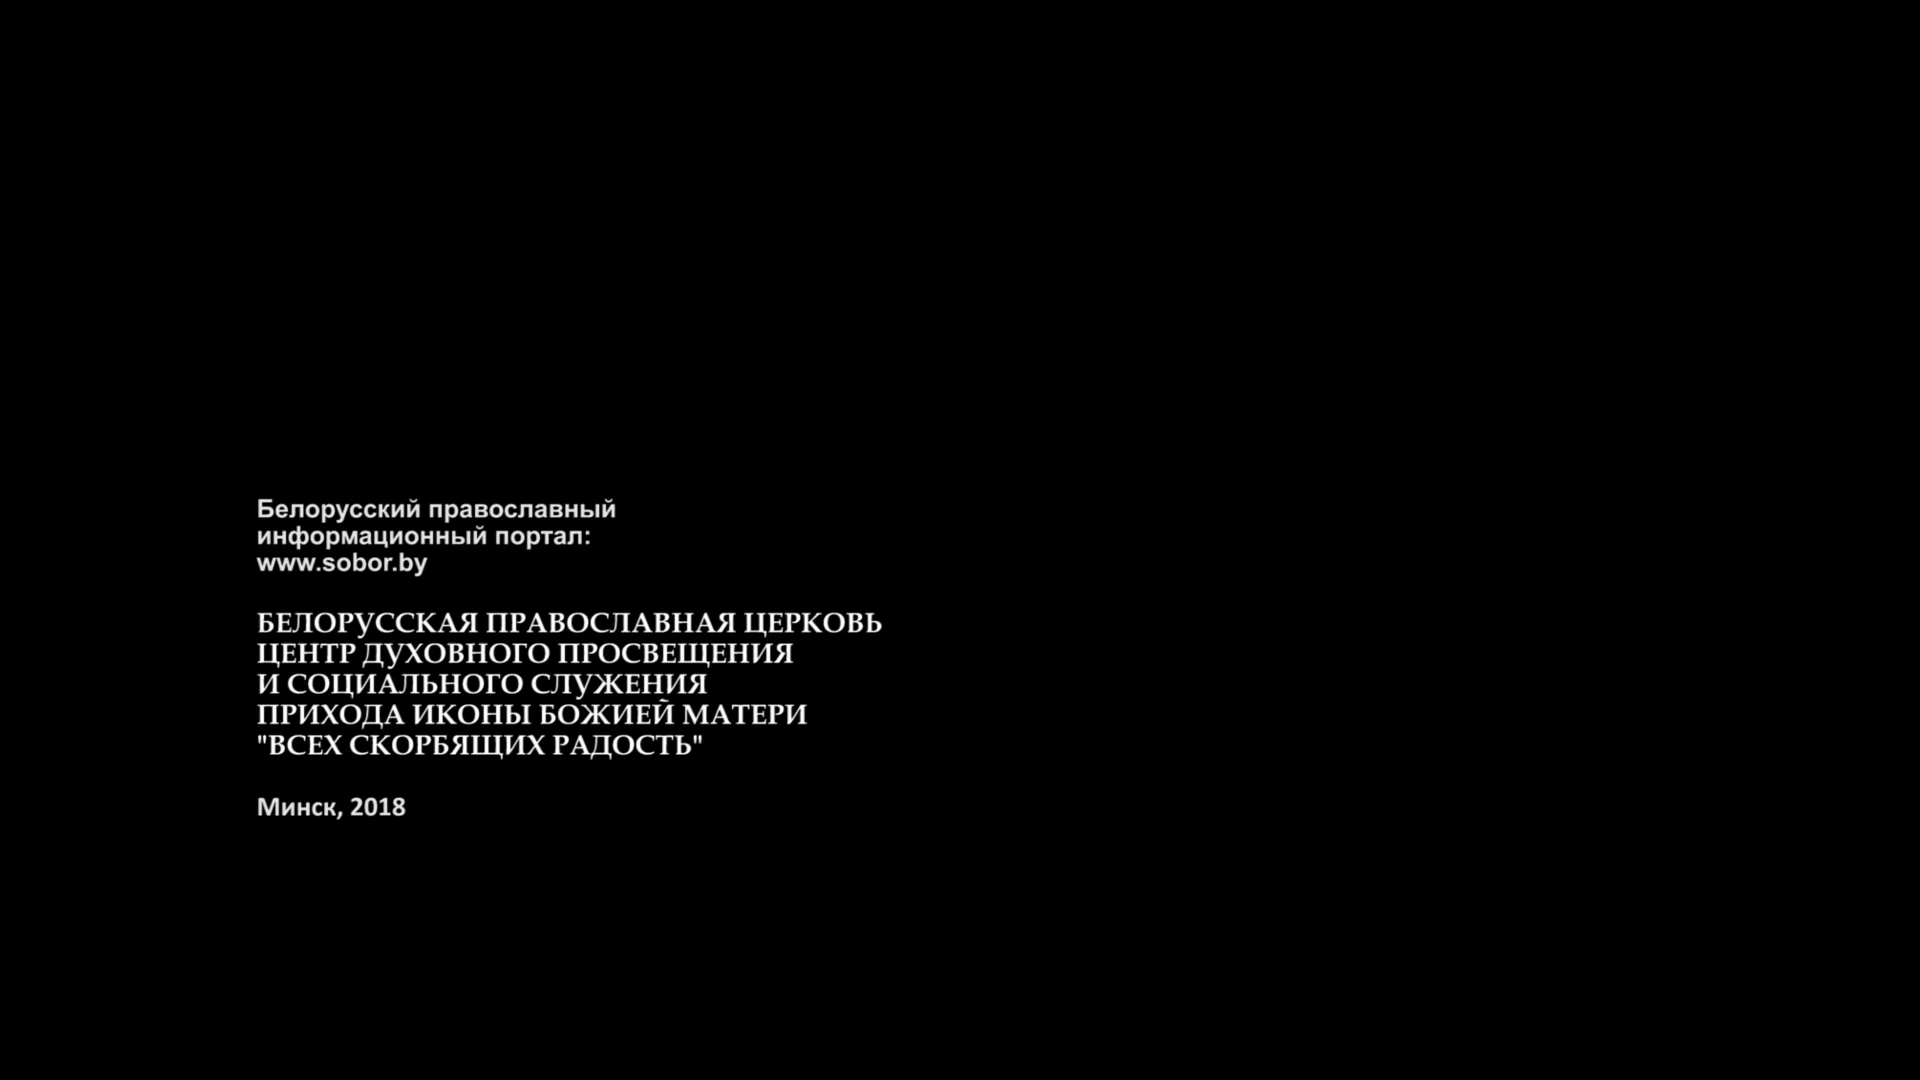 Белорусский православный
информационный портал:
www.sobor.by
БЕЛОРУССКАЯ ПРАВОСЛАВНАЯ ЦЕРКОВЬ
ЦЕНТР ДУХОВНОГО ПРОСВЕЩЕНИЯ
И СОЦИАЛЬНОГО СЛУЖЕНИЯ
ПРИХОДА ИКОНЫ БОЖИЕЙ МАТЕРИ
"ВСЕХ СКОРБЯЩИХ РАДОСТЬ"
Минск, 2018